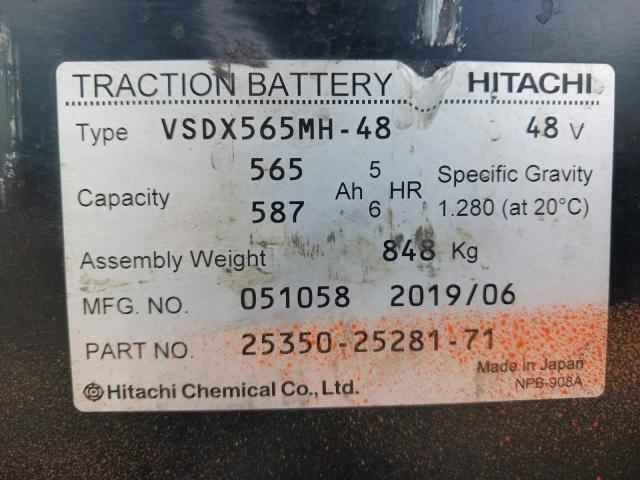 TRACTION BATTERY HITACHI
Type VSDX565MH-48 48 V
Capacity 565 Ah 5 HR Specific Gravity
587 6 1.280 (at 20°C)
Assembly Weight 848 Kg
MFG. NO. 051058 2019/06
PART NO. 25350-25281-71
Made in Japan
Hitachi Chemical Co., Ltd. NPB-908A